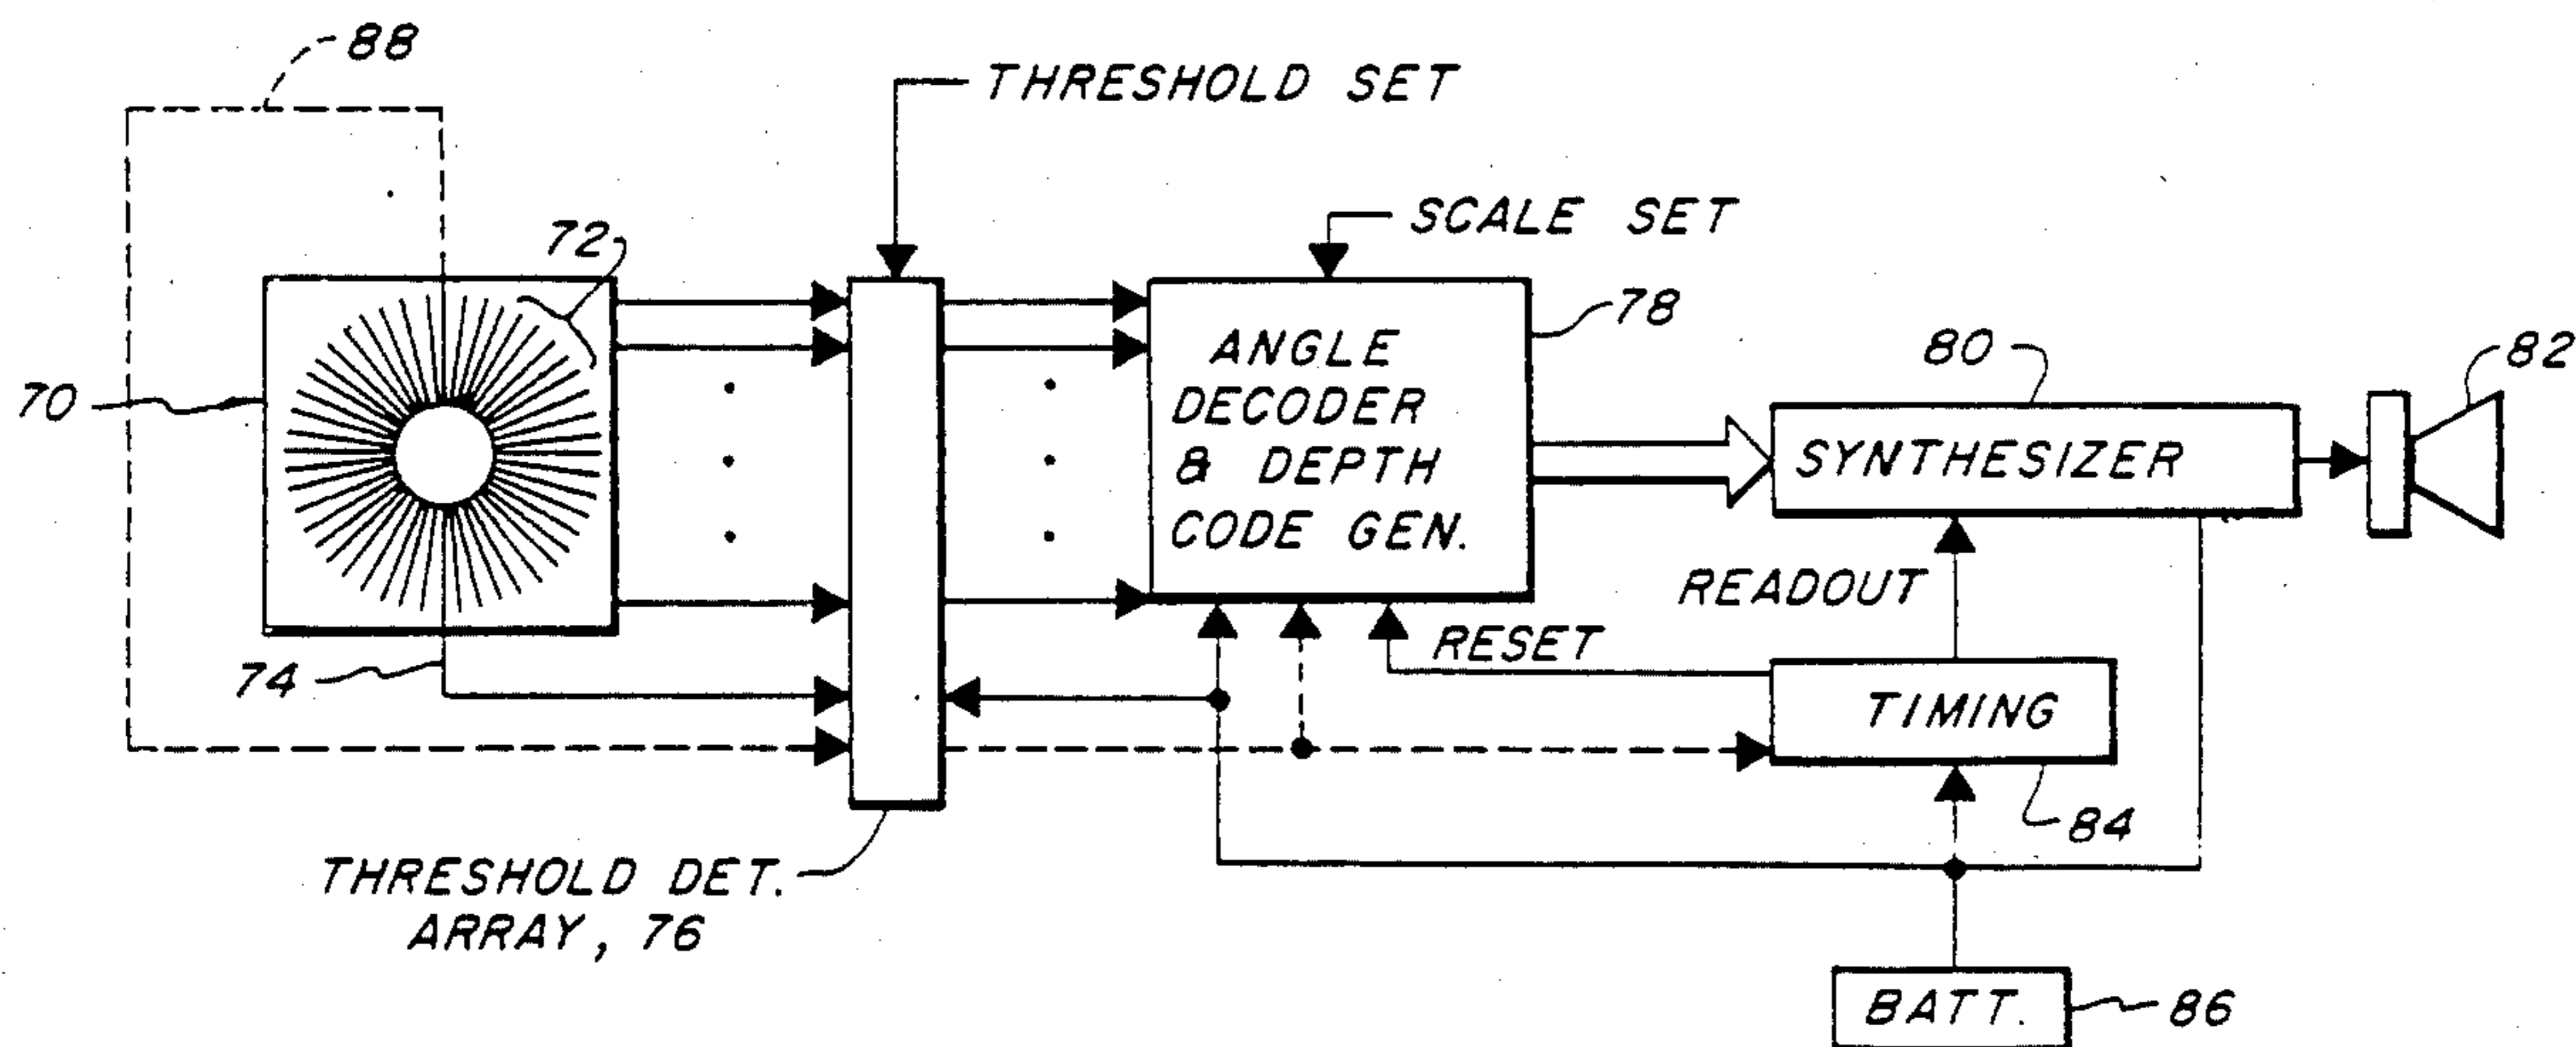 88
THRESHOLD SET
72
SCALE SET
78
70
ANGLE
DECODER
& DEPTH
CODE GEN.
80
82
SYNTHESIZER
READOUT
RESET
74
TIMING
84
THRESHOLD DET.
ARRAY, 76
BATT.
86